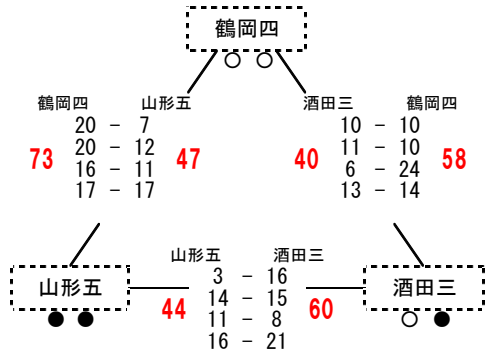 鶴岡四
○ ○
鶴岡四 山形五
20 - 7
20 - 12
16 - 11
17 - 17
73 47
酒田三 鶴岡四
10 - 10
11 - 10
6 - 24
13 - 14
40 58
山形五
● ●
山形五 酒田三
3 - 16
14 - 15
11 - 8
16 - 21
44 60
酒田三
○ ●